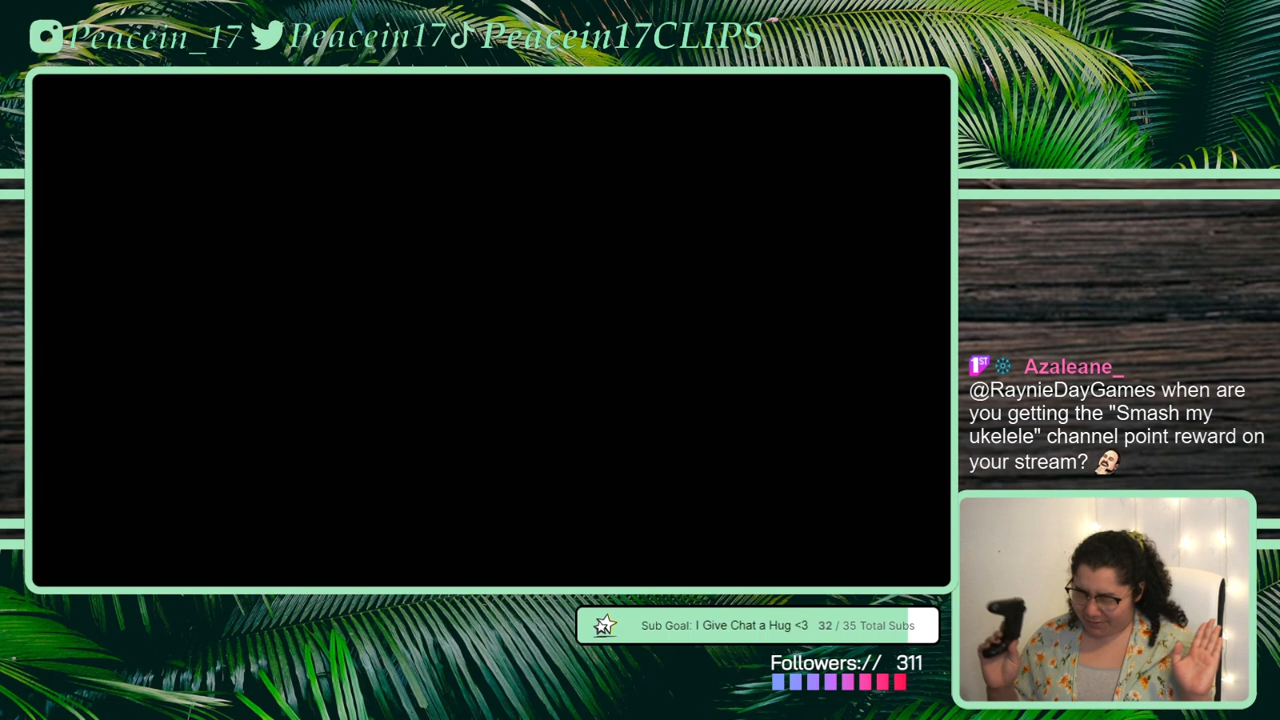 Peacein_17 Peacein17 Peacein17CLIPS
1ST Azaleane_
@RaynieDayGames when are
you getting the "Smash my
ukelele" channel point reward on
your stream?
Sub Goal: I Give Chat a Hug <3 32 / 35 Total Subs
Followers:// 311